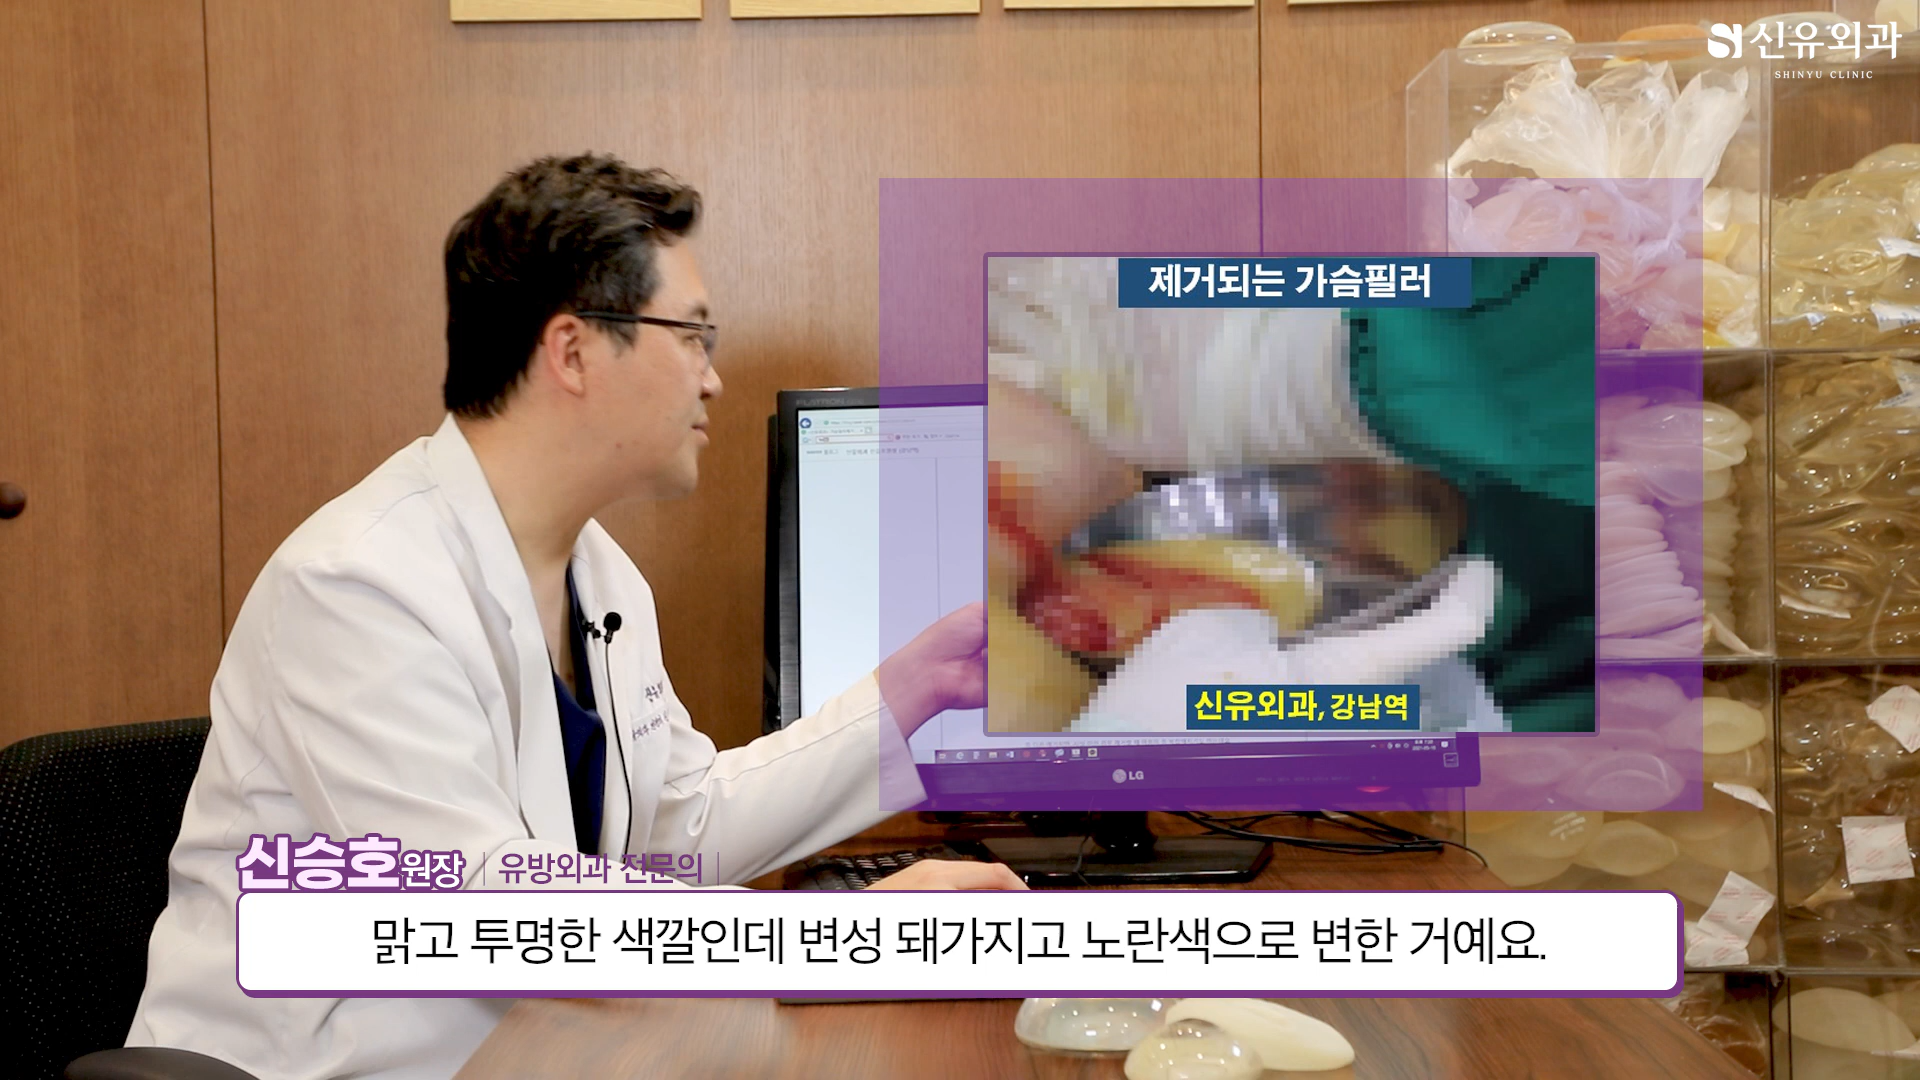 신유외과
SHINYU CLINIC
제거되는 가슴필러
신유외과, 강남역
LG
신승호 원장 | 유방외과 전문의 |
맑고 투명한 색깔인데 변성 돼가지고 노란색으로 변한 거예요.